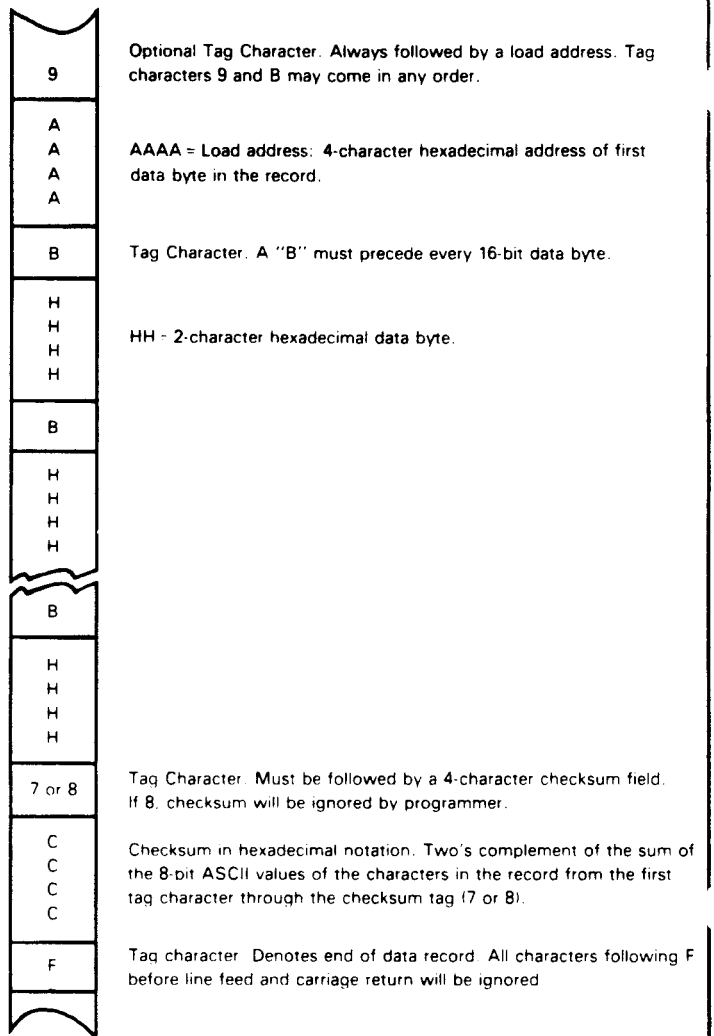 9
Optional Tag Character. Always followed by a load address. Tag
characters 9 and B may come in any order.
A
A
A
A
AAAA = Load address: 4-character hexadecimal address of first
data byte in the record.
B
Tag Character. A "B" must precede every 16-bit data byte.
H
H
H
H
HH = 2-character hexadecimal data byte.
B
H
H
H
H
B
H
H
H
H
7 or 8
Tag Character. Must be followed by a 4-character checksum field.
If 8, checksum will be ignored by programmer.
C
C
C
C
Checksum in hexadecimal notation. Two's complement of the sum of
the 8-bit ASCII values of the characters in the record from the first
tag character through the checksum tag (7 or 8).
F
Tag character. Denotes end of data record. All characters following F
before line feed and carriage return will be ignored